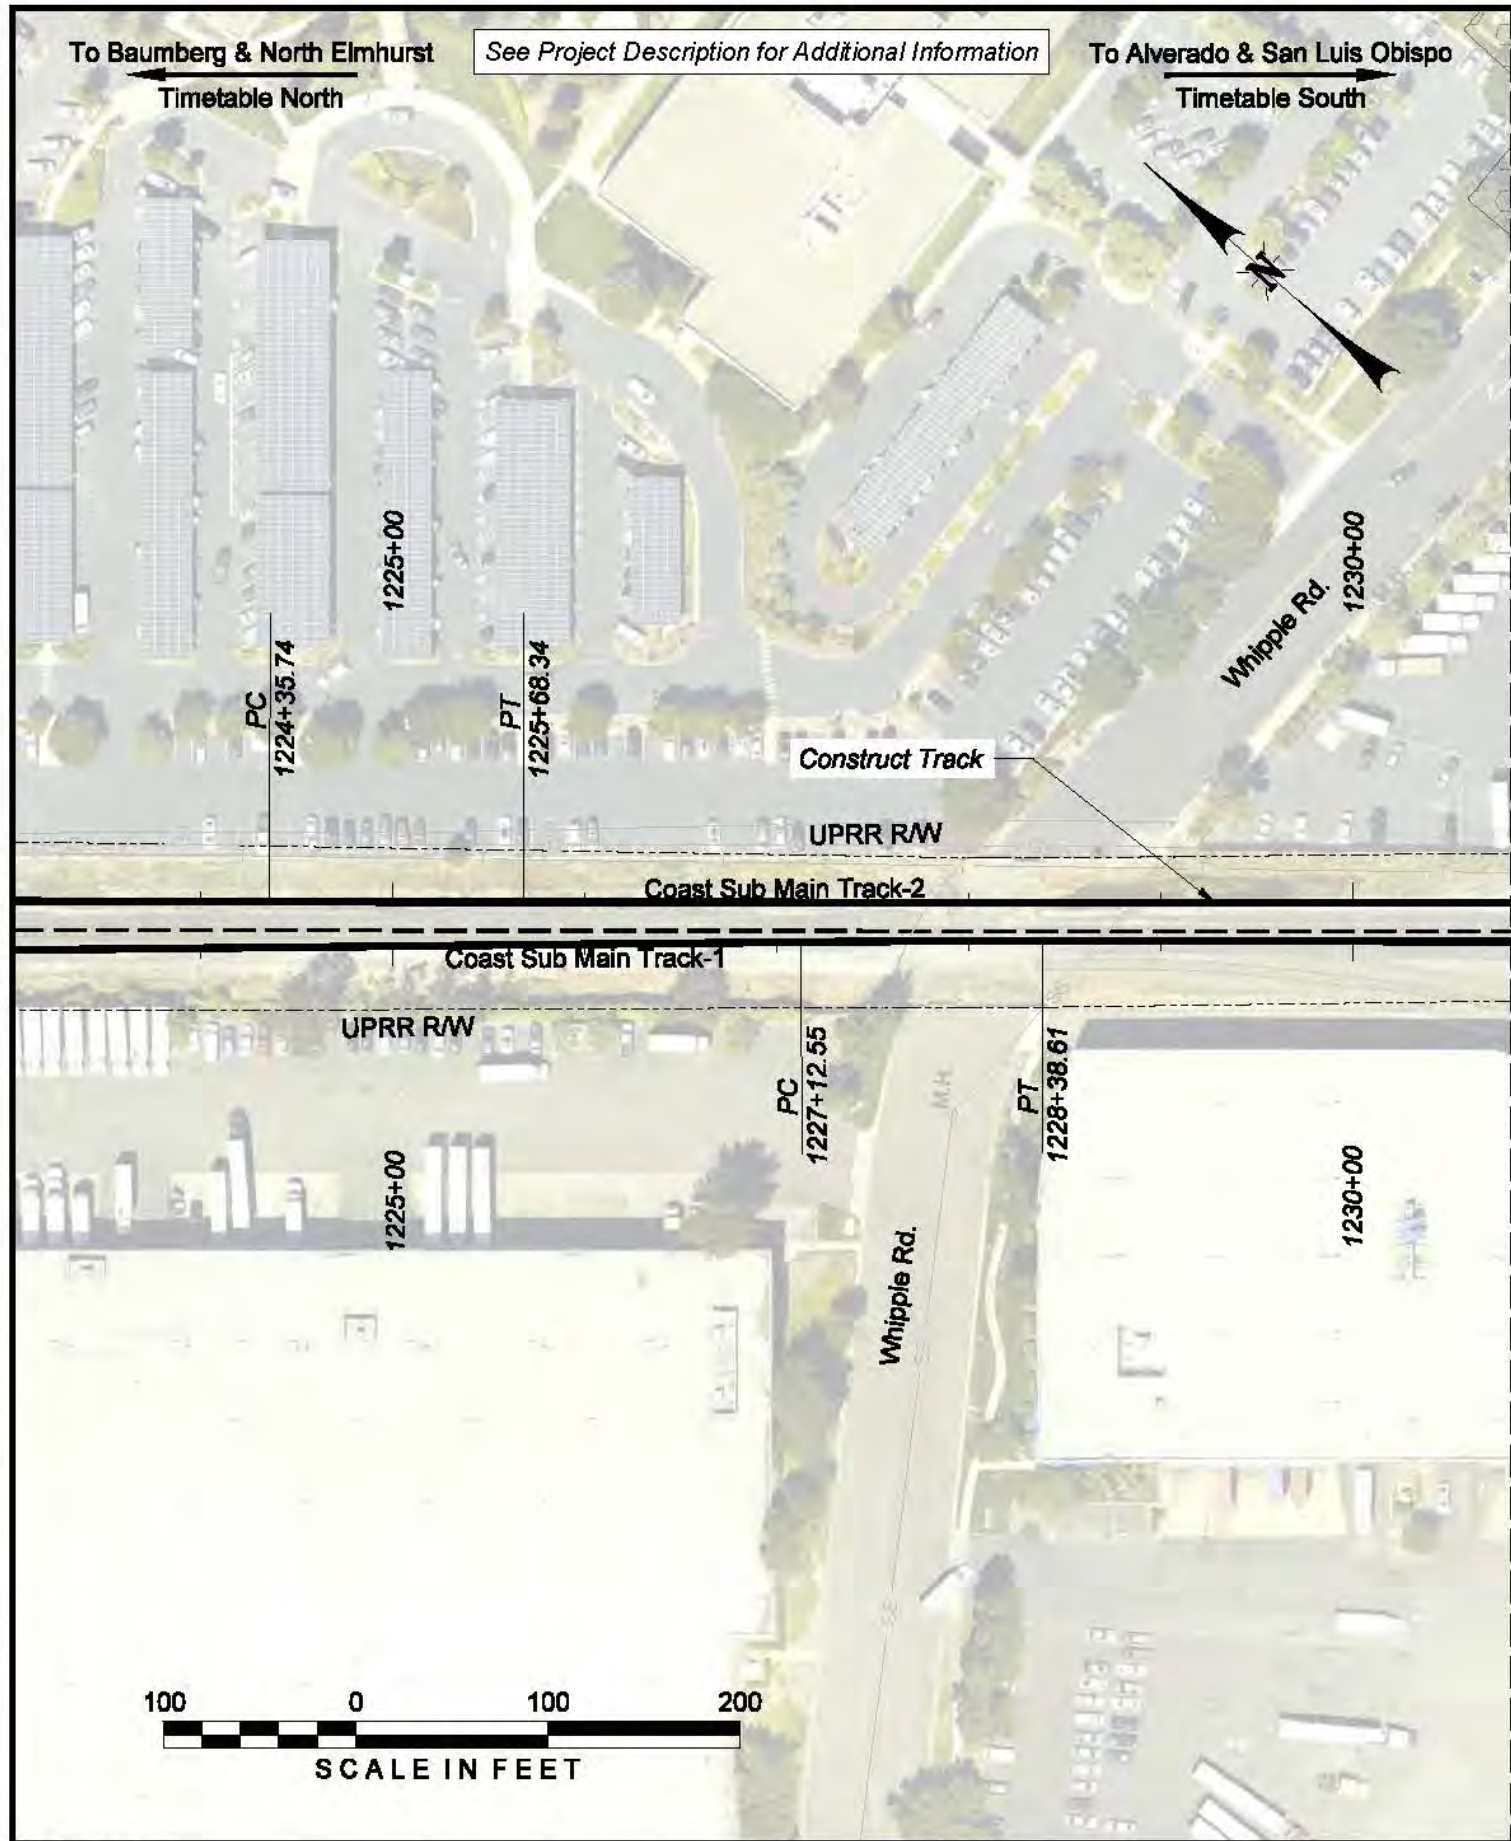 To Baumberg & North Elmhurst
Timetable North
See Project Description for Additional Information
To Alverado & San Luis Obispo
Timetable South
N
1225+00
1230+00
Whipple Rd.
PC
1224+35.74
PT
1225+68.34
Construct Track
UPRR R/W
Coast Sub Main Track-2
Coast Sub Main Track-1
UPRR R/W
PC
1227+12.55
PT
1228+38.61
M.H.
1225+00
1230+00
Whipple Rd.
SS
SS
100 0 100 200
SCALE IN FEET